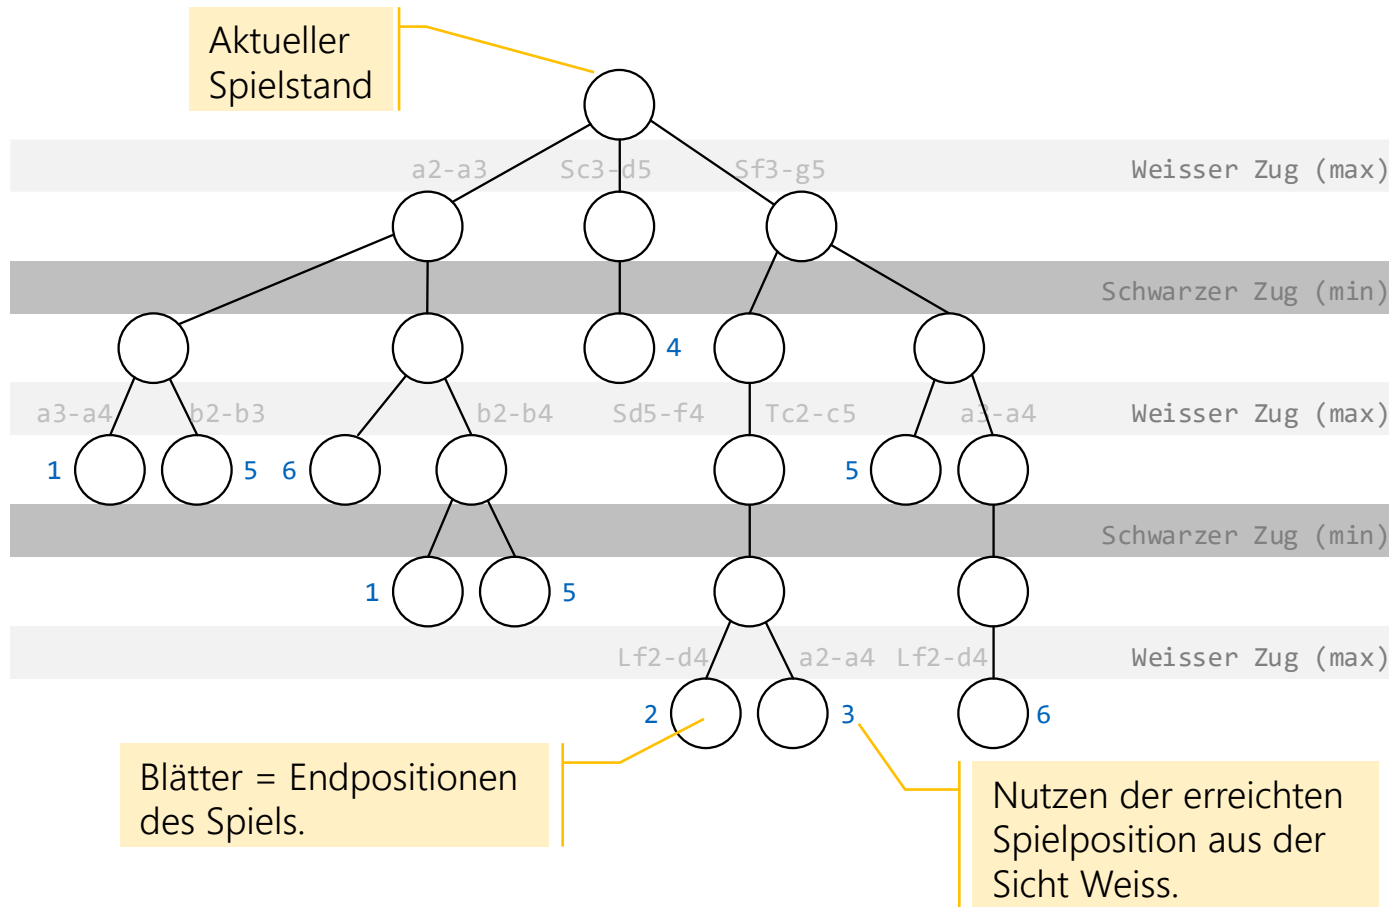 Aktueller
Spielstand
a2-a3 Sc3-d5 Sf3-g5 Weisser Zug (max)
Schwarzer Zug (min)
4
a3-a4 b2-b3 b2-b4 Sd5-f4 Tc2-c5 a3-a4 Weisser Zug (max)
1 5 6 5
Schwarzer Zug (min)
1 5
Lf2-d4 a2-a4 Lf2-d4 Weisser Zug (max)
2 3 6
Blätter = Endpositionen
des Spiels.
Nutzen der erreichten
Spielposition aus der
Sicht Weiss.